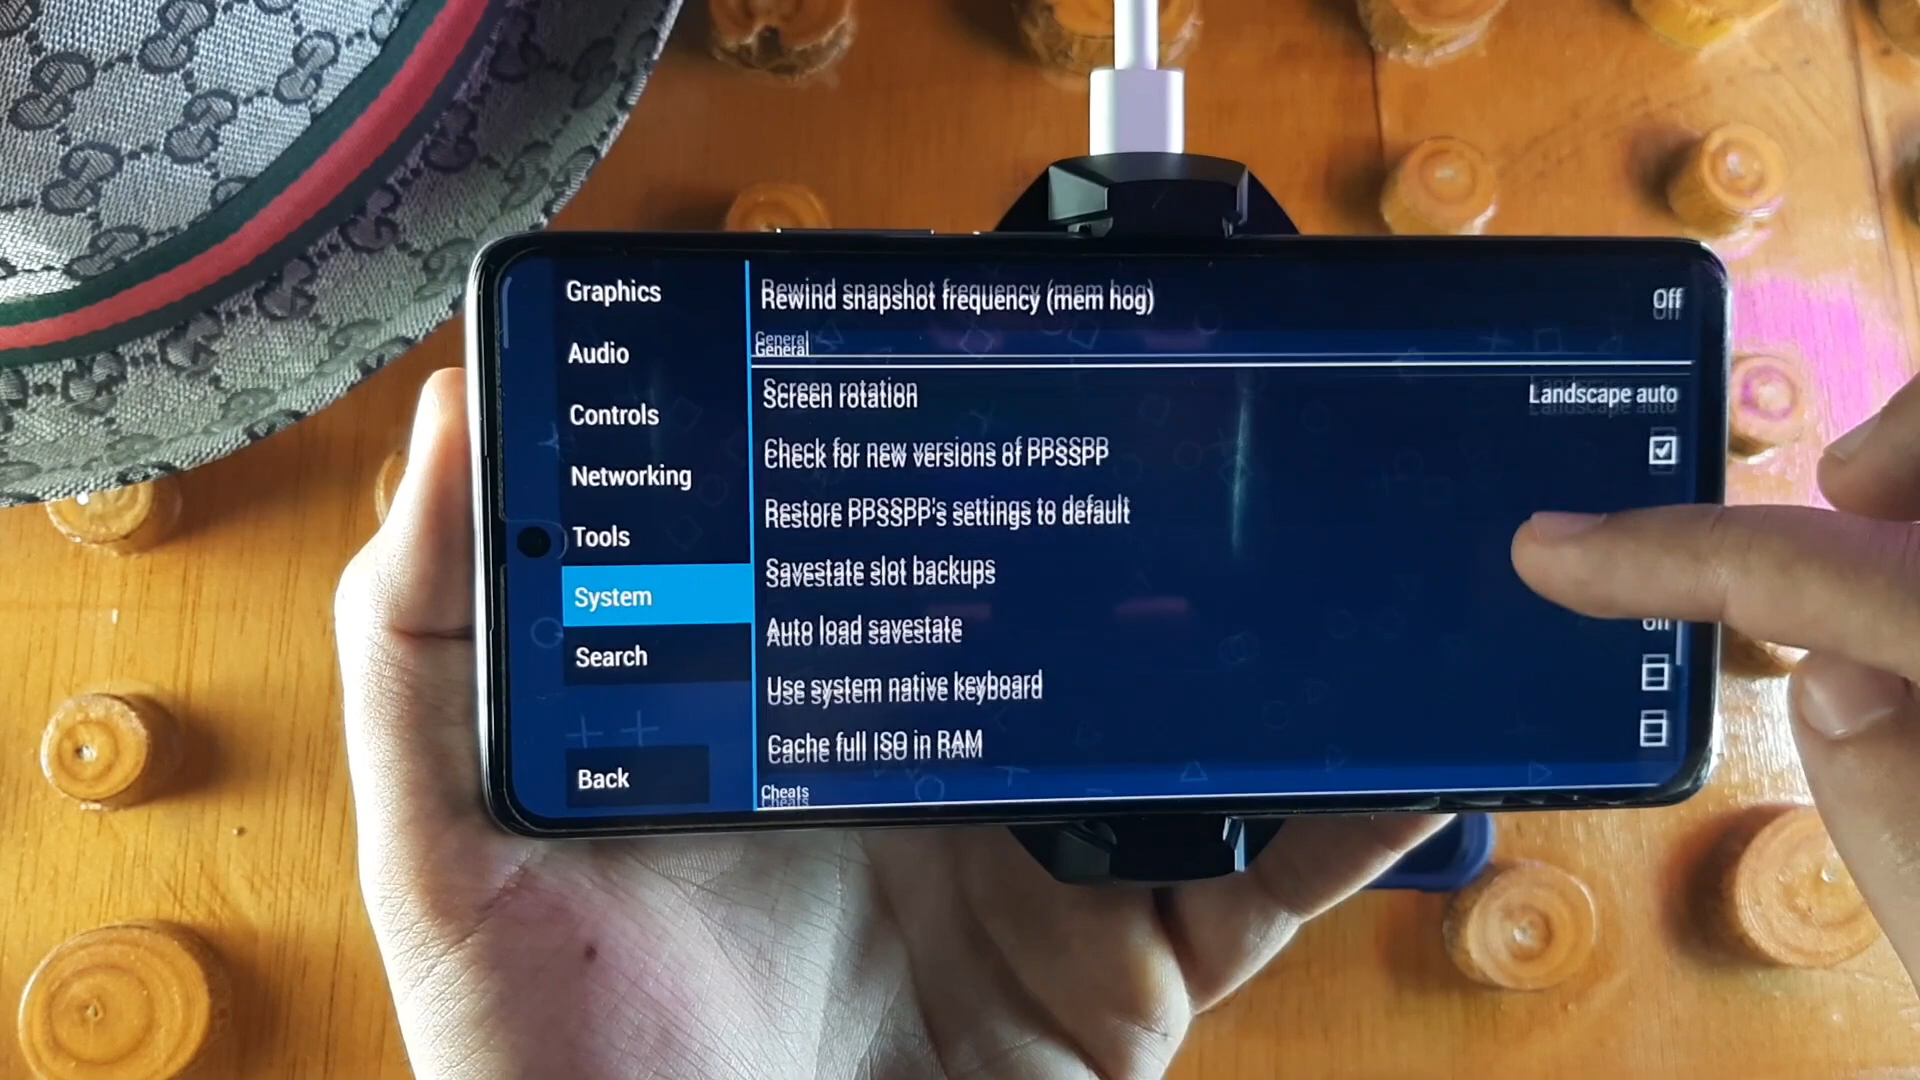 Graphics
Audio
Controls
Networking
Tools
System
Search
Back
Rewind snapshot frequency (mem hog)
Off
General
Screen rotation
Landscape auto
Check for new versions of PPSSPP
Restore PPSSPP's settings to default
Savestate slot backups
Auto load savestate
Off
Use system native keyboard
Cache full ISO in RAM
Cheats